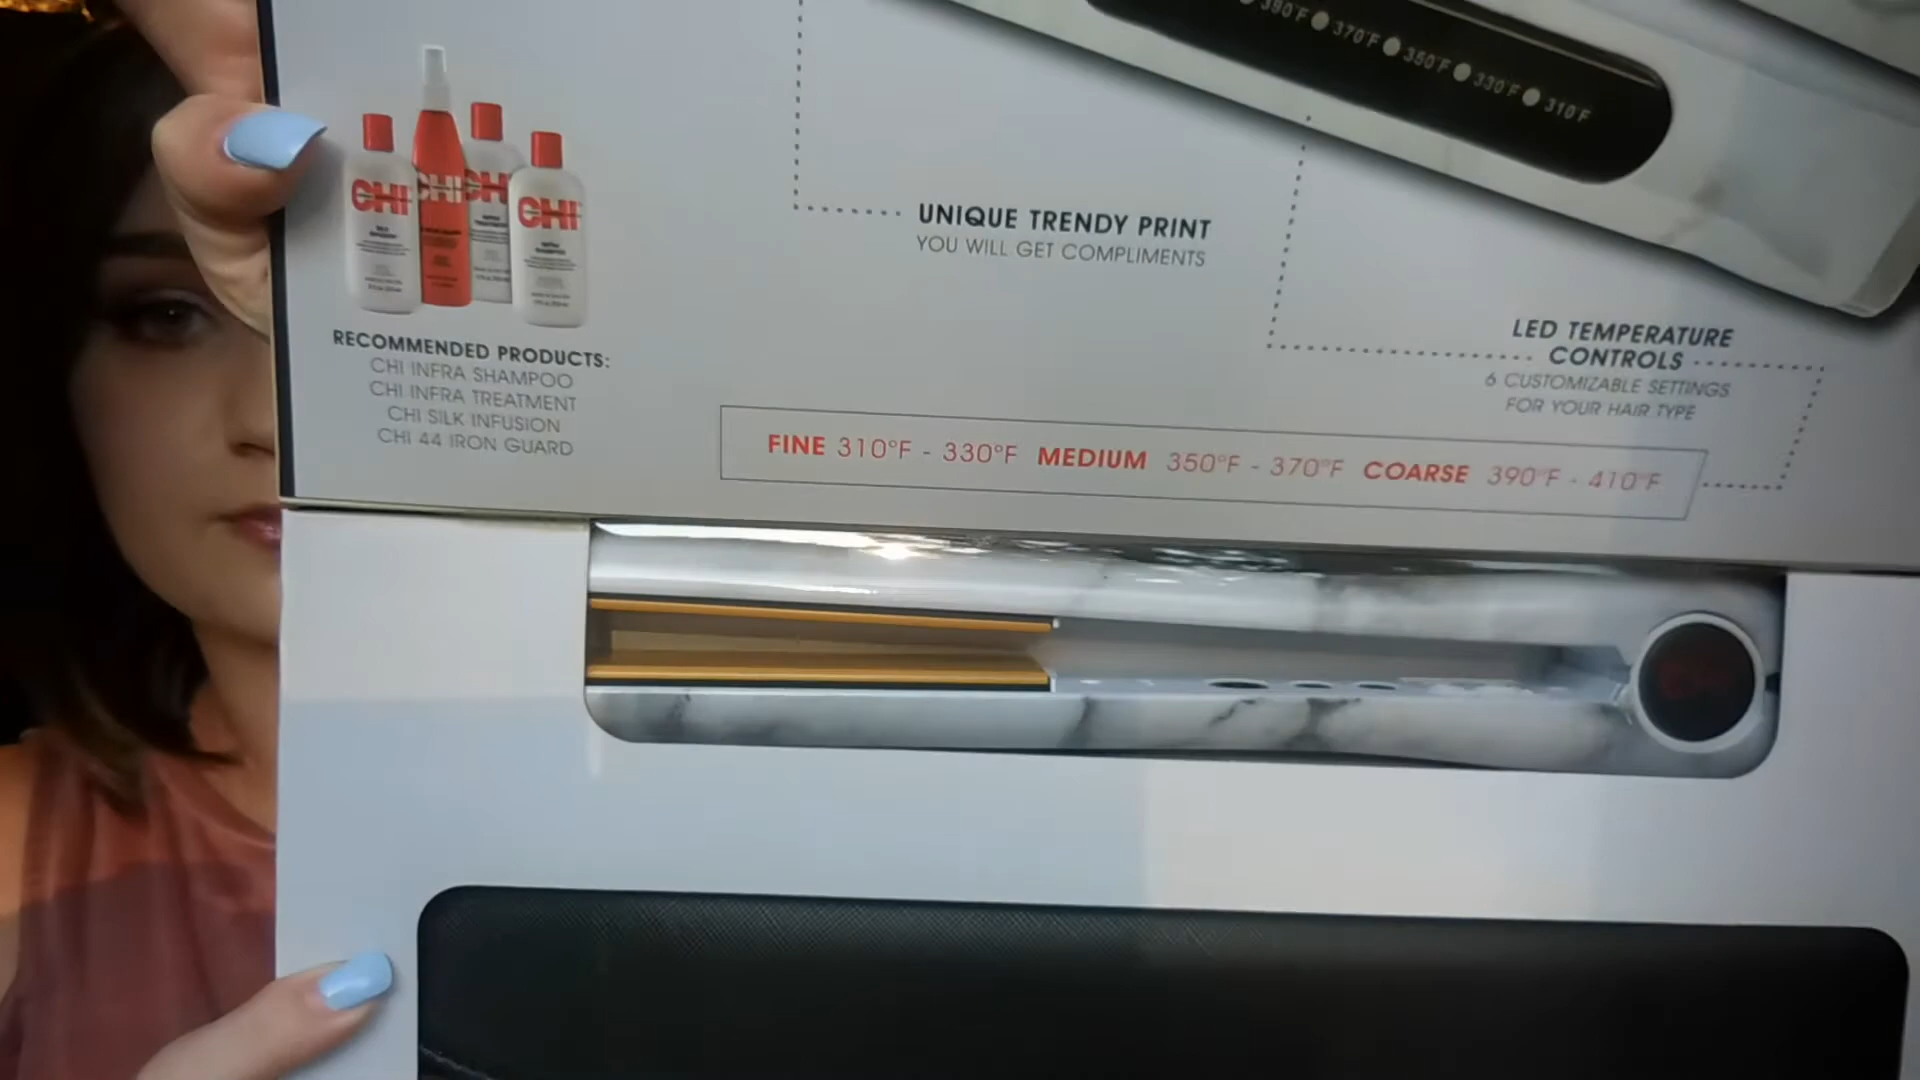 390°F 370°F 350°F 330°F 310°F
CHI CHI CHI CHI
UNIQUE TRENDY PRINT
YOU WILL GET COMPLIMENTS
LED TEMPERATURE
CONTROLS
6 CUSTOMIZABLE SETTINGS
FOR YOUR HAIR TYPE
RECOMMENDED PRODUCTS:
CHI INFRA SHAMPOO
CHI INFRA TREATMENT
CHI SILK INFUSION
CHI 44 IRON GUARD
FINE 310°F - 330°F MEDIUM 350°F - 370°F COARSE 390°F - 410°F